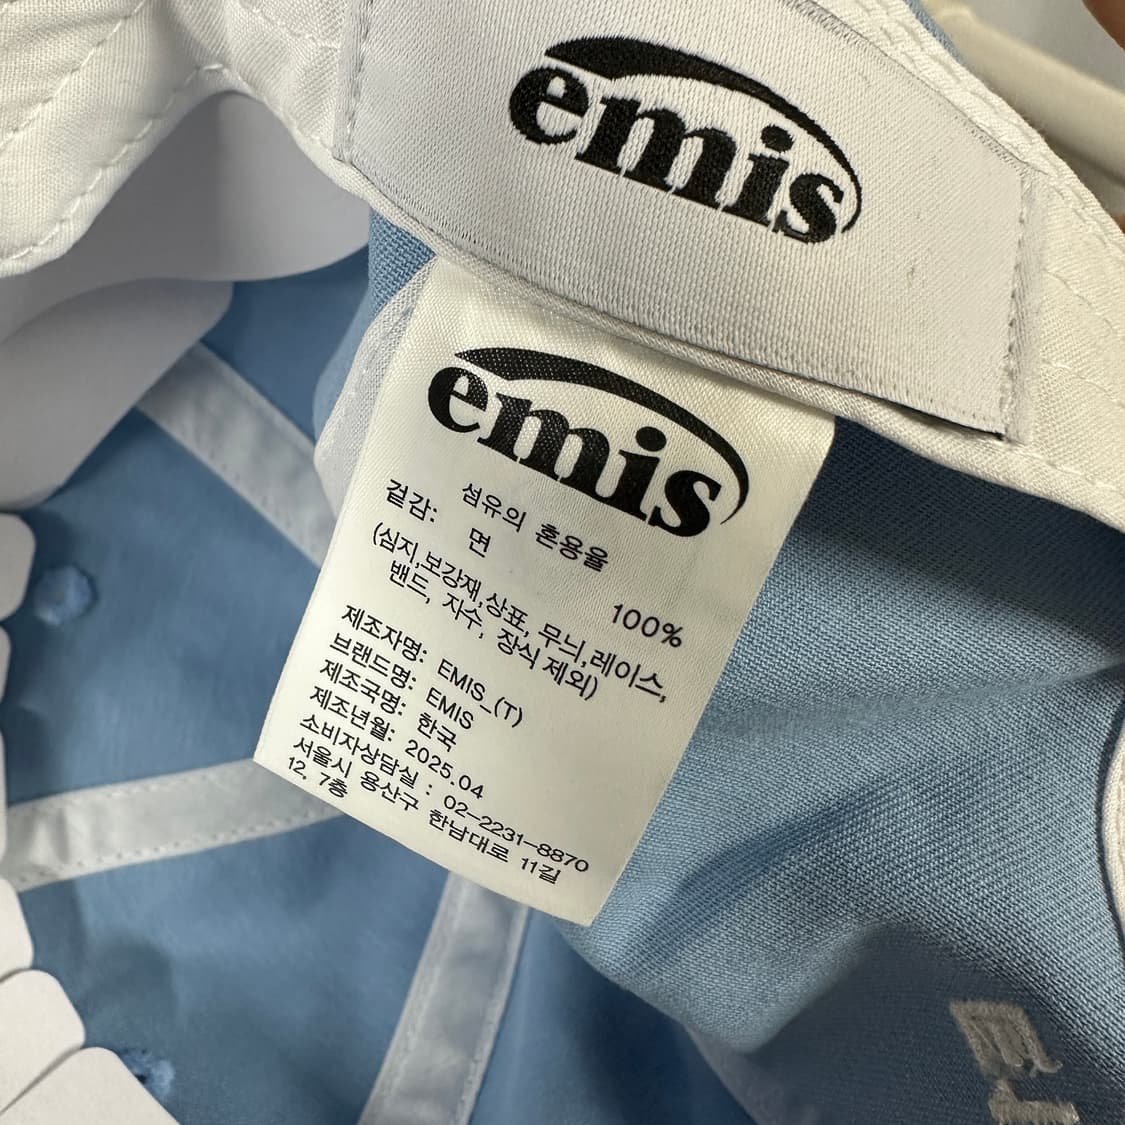 emis
emis
섬유의 혼용율
겉감: 면 100%
(심지,보강재,상표, 무늬,레이스,
밴드, 자수, 장식 제외)
제조자명: EMIS_(T)
브랜드명: EMIS
제조국명: 한국
제조년월: 2025.04
소비자상담실 : 02-2231-8870
서울시 용산구 한남대로 11길
12, 7층